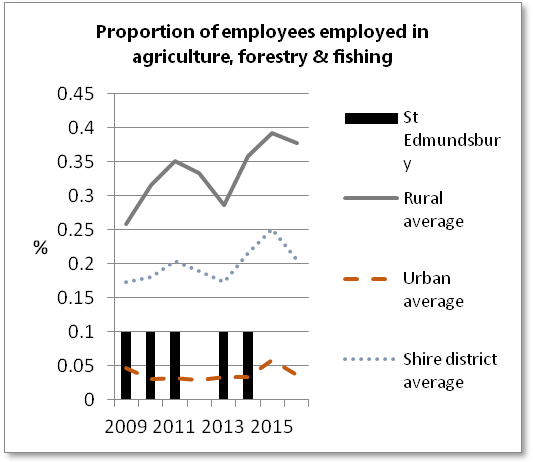 Proportion of employees employed in
agriculture, forestry & fishing
0.45
0.4
0.35
0.3
0.25
0.2
0.15
0.1
0.05
0
%
2009 2011 2013 2015
St
Edmundsbur
y
Rural
average
Urban
average
Shire district
average